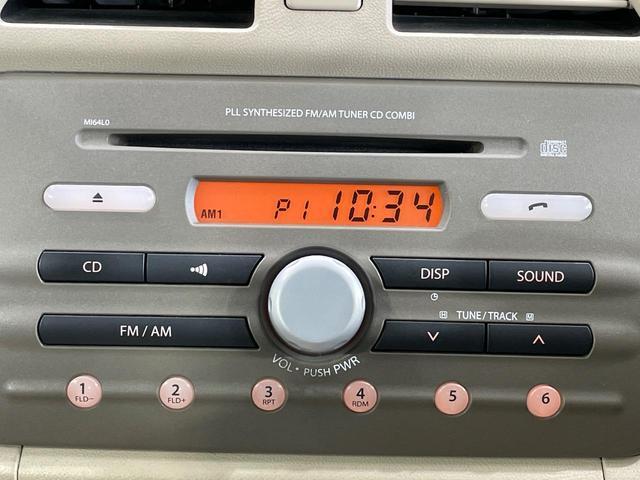 PLL SYNTHESIZED FM/AM TUNER CD COMBI
MI64L0
disc
AM1 P1 10:34
CD
DISP
SOUND
FM / AM
H TUNE/TRACK M
VOL • PUSH PWR
1 FLD−
2 FLD+
3 RPT
4 RDM
5
6